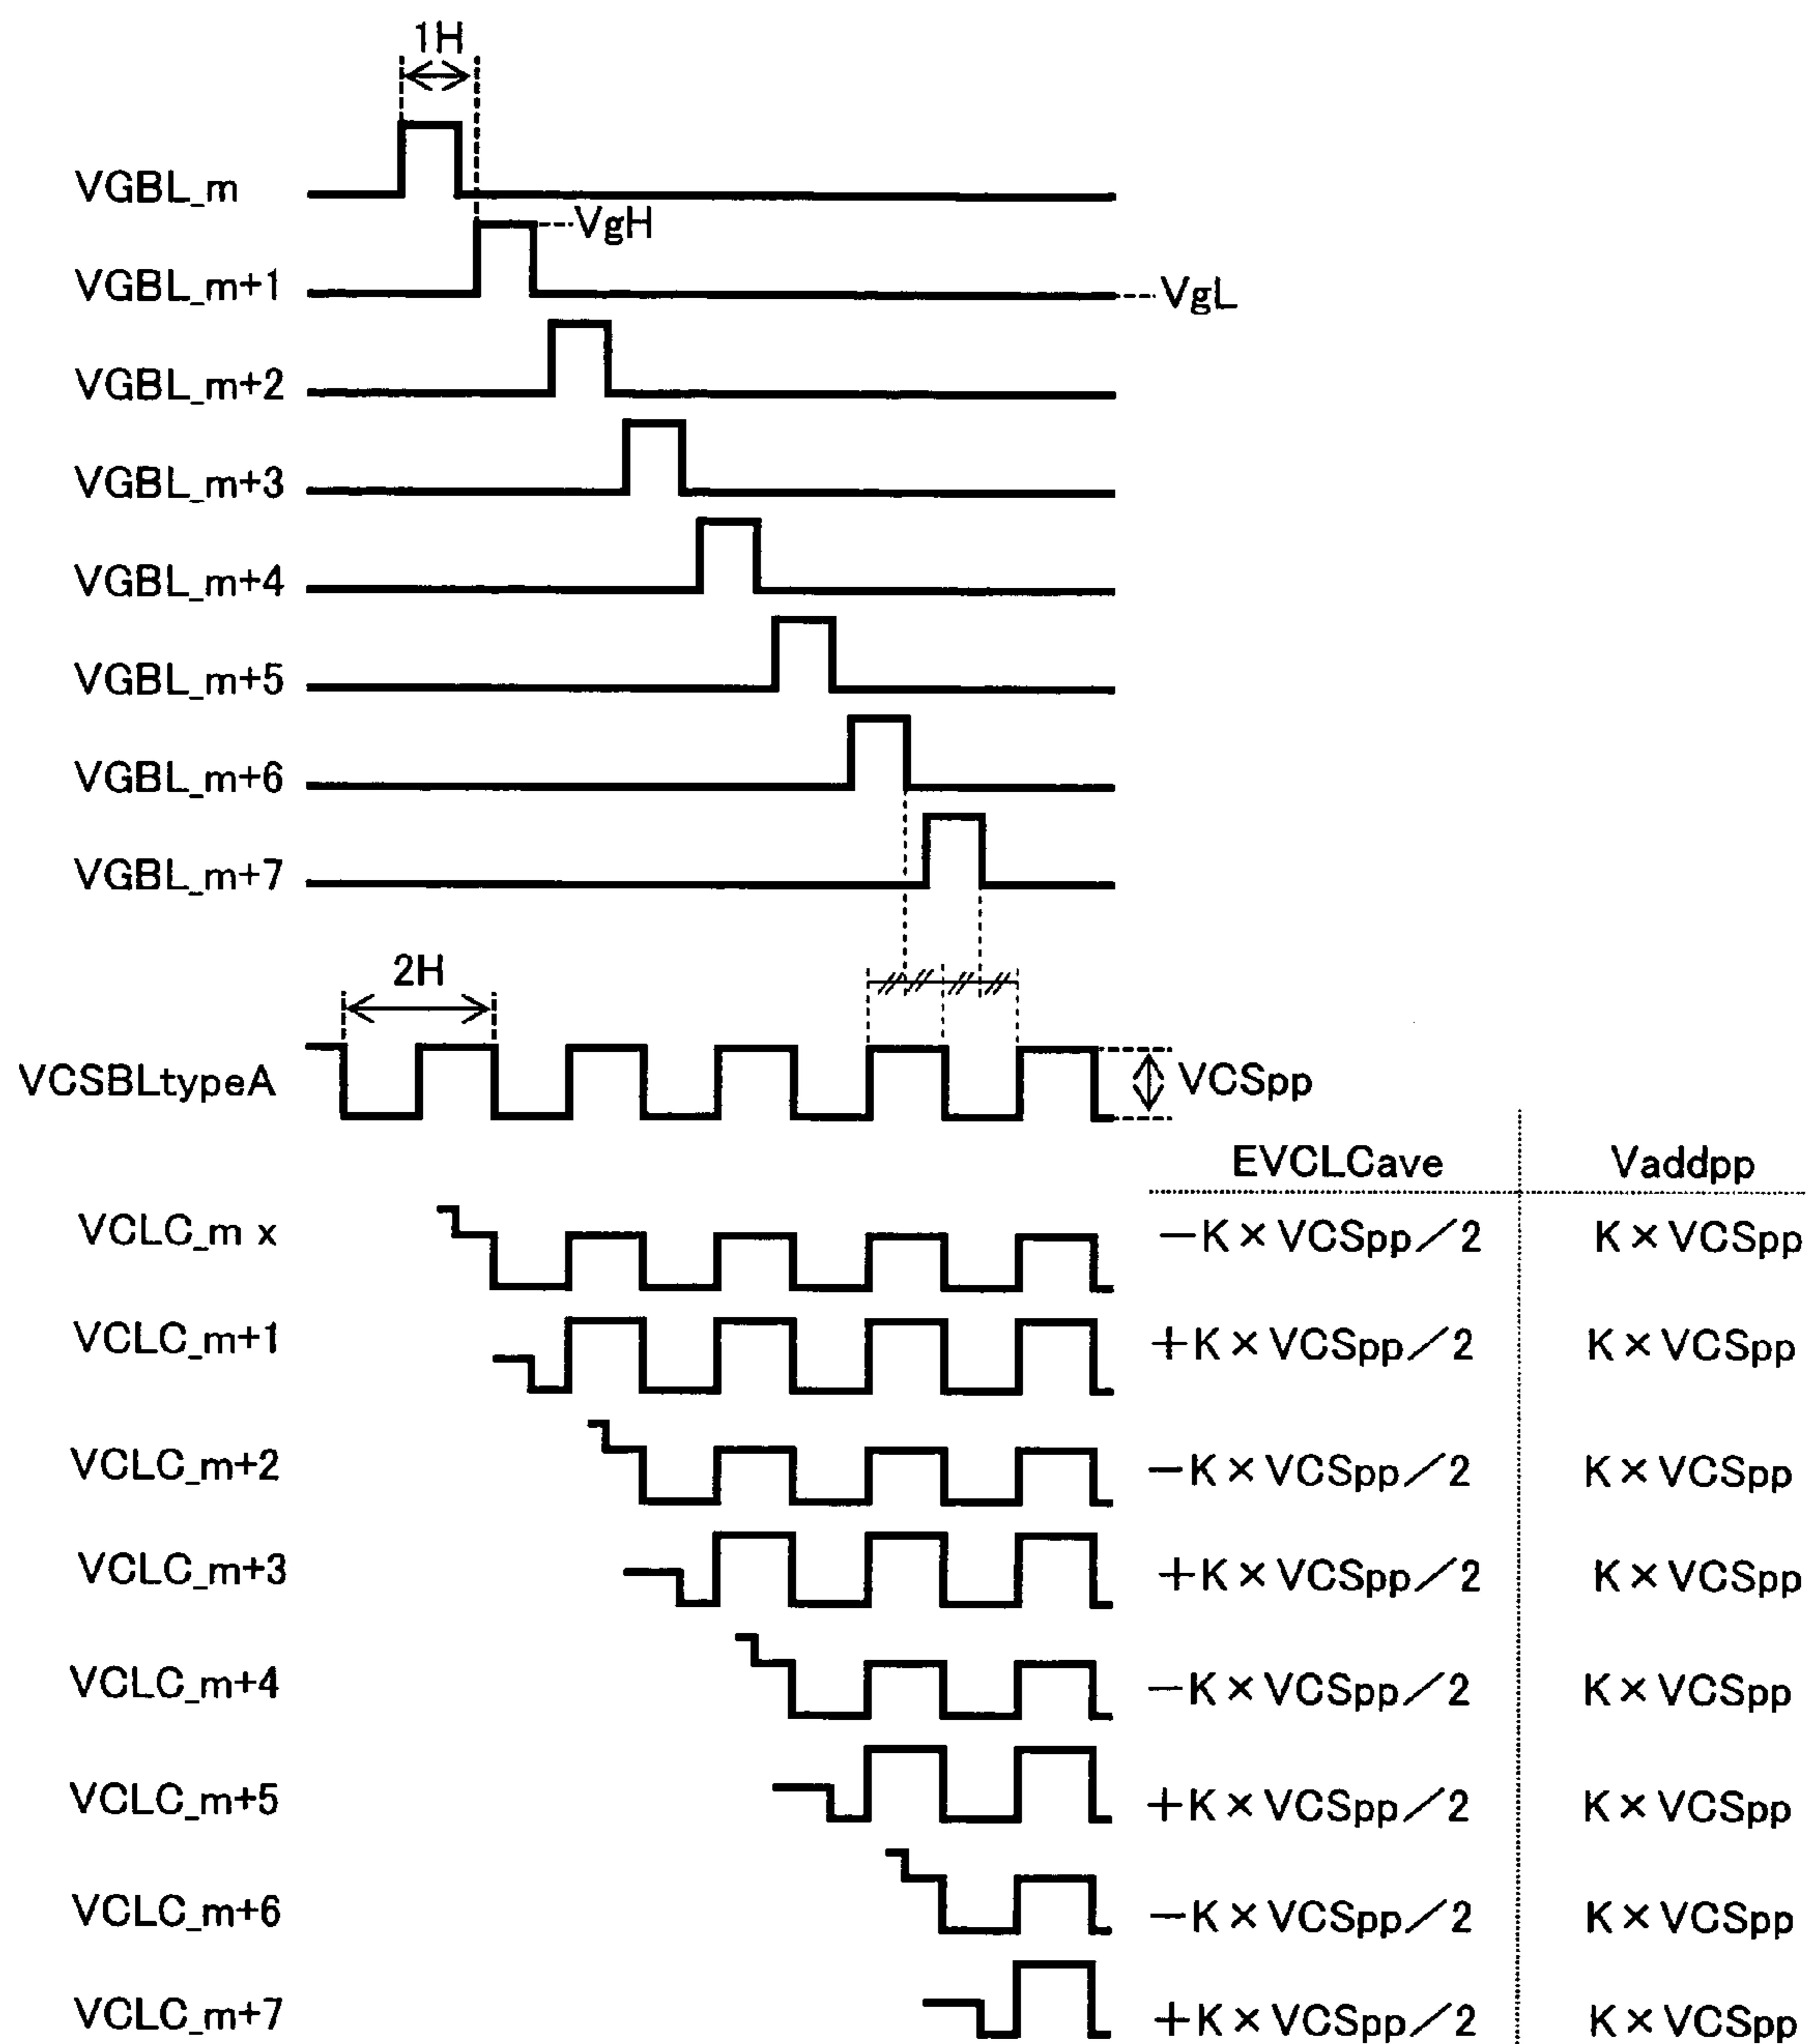 1H
VGBL_m
VgH
VGBL_m+1
VgL
VGBL_m+2
VGBL_m+3
VGBL_m+4
VGBL_m+5
VGBL_m+6
VGBL_m+7
2H
VCSBLtypeA
VCSpp
EVCLCave Vaddpp
VCLC_m x −K×VCSpp/2 K×VCSpp
VCLC_m+1 +K×VCSpp/2 K×VCSpp
VCLC_m+2 −K×VCSpp/2 K×VCSpp
VCLC_m+3 +K×VCSpp/2 K×VCSpp
VCLC_m+4 −K×VCSpp/2 K×VCSpp
VCLC_m+5 +K×VCSpp/2 K×VCSpp
VCLC_m+6 −K×VCSpp/2 K×VCSpp
VCLC_m+7 +K×VCSpp/2 K×VCSpp